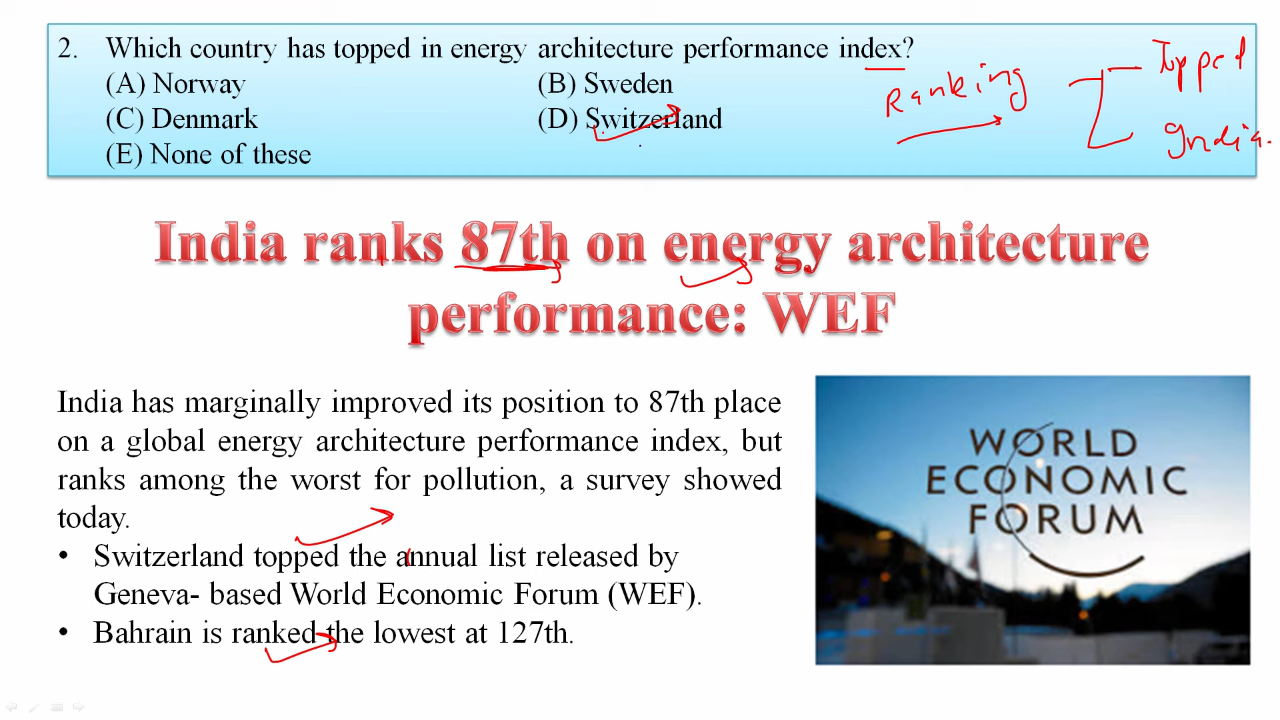 2. Which country has topped in energy architecture performance index?
(A) Norway (B) Sweden
(C) Denmark (D) Switzerland
(E) None of these
Ranking
Topped
India.
India ranks 87th on energy architecture
performance: WEF
India has marginally improved its position to 87th place
on a global energy architecture performance index, but
ranks among the worst for pollution, a survey showed
today.
• Switzerland topped the annual list released by
Geneva- based World Economic Forum (WEF).
• Bahrain is ranked the lowest at 127th.
WORLD
ECONOMIC
FORUM